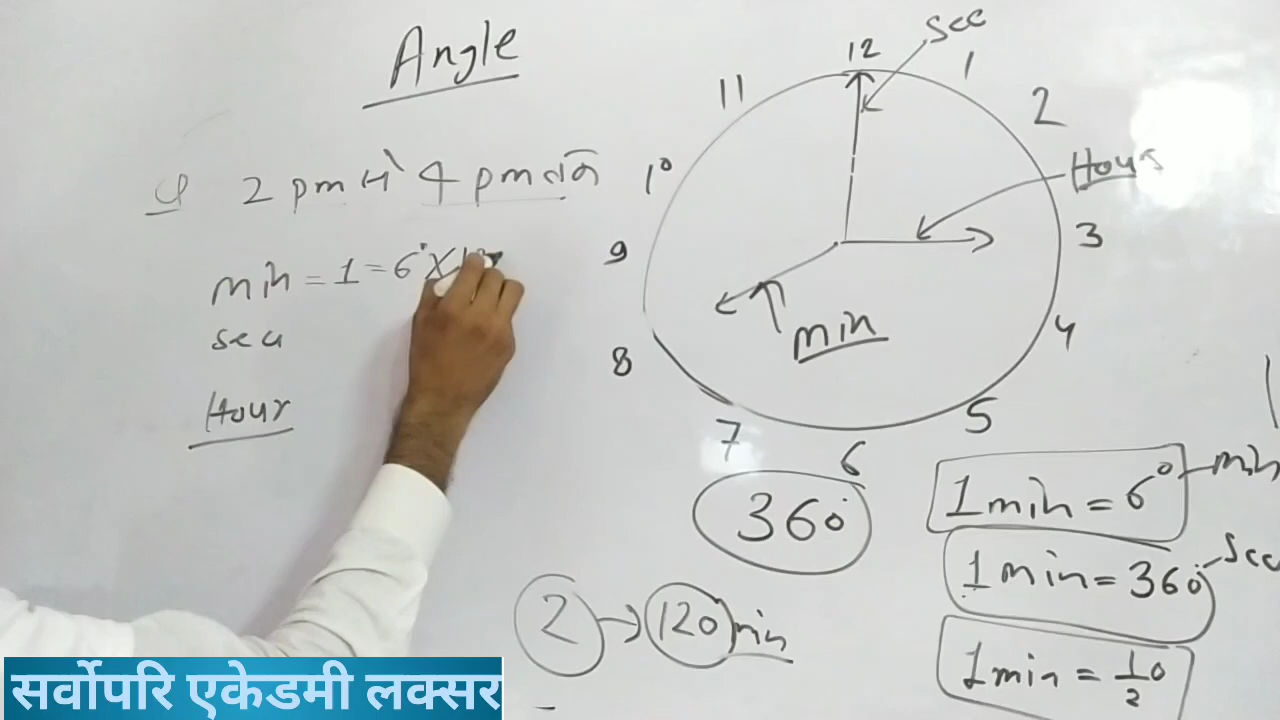 Angle
Q 2 pm से 4 pm तक
min = 1 = 6° X
sec
Hour
12
1
2
3
4
5
6
7
8
9
10
11
Sec
Hours
min
360°
2 → 120 min
1 min = 6° min
1 min = 360° Sec
1 min = 1/2°
सर्वोपरि एकेडमी लक्सर